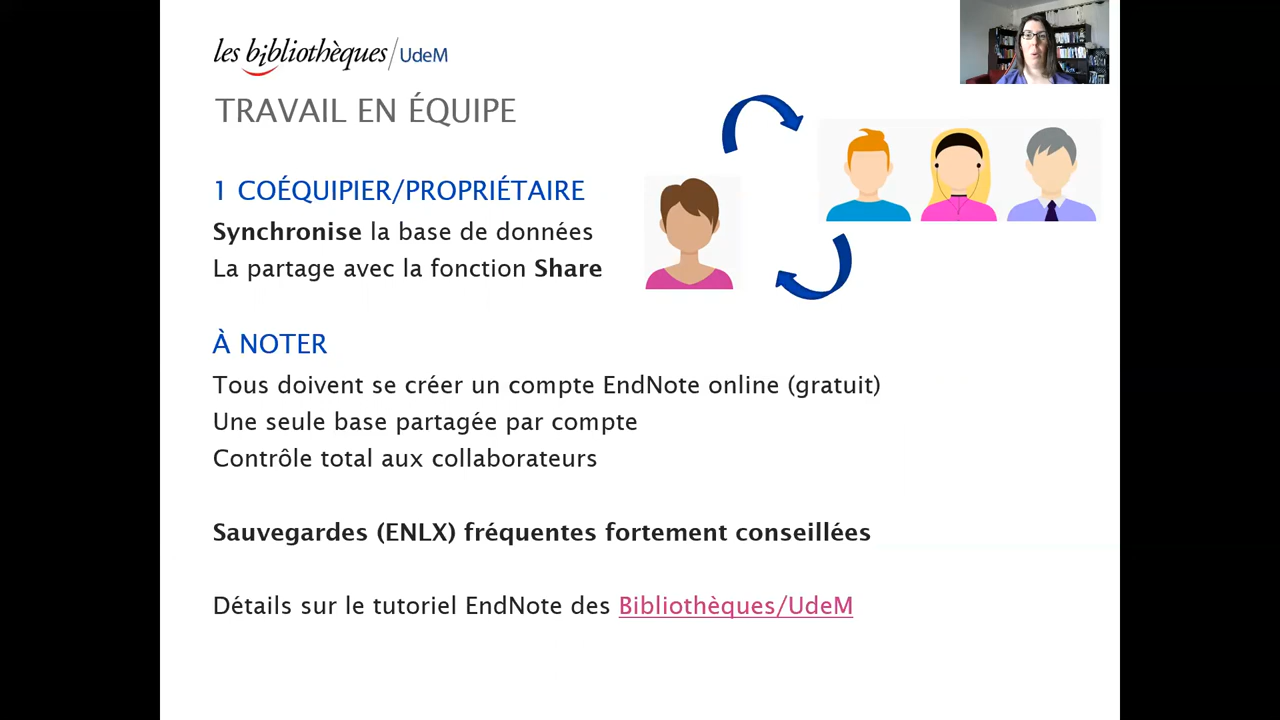 les bibliothèques/UdeM
TRAVAIL EN ÉQUIPE
1 COÉQUIPIER/PROPRIÉTAIRE
Synchronise la base de données
La partage avec la fonction Share
À NOTER
Tous doivent se créer un compte EndNote online (gratuit)
Une seule base partagée par compte
Contrôle total aux collaborateurs
Sauvegardes (ENLX) fréquentes fortement conseillées
Détails sur le tutoriel EndNote des Bibliothèques/UdeM